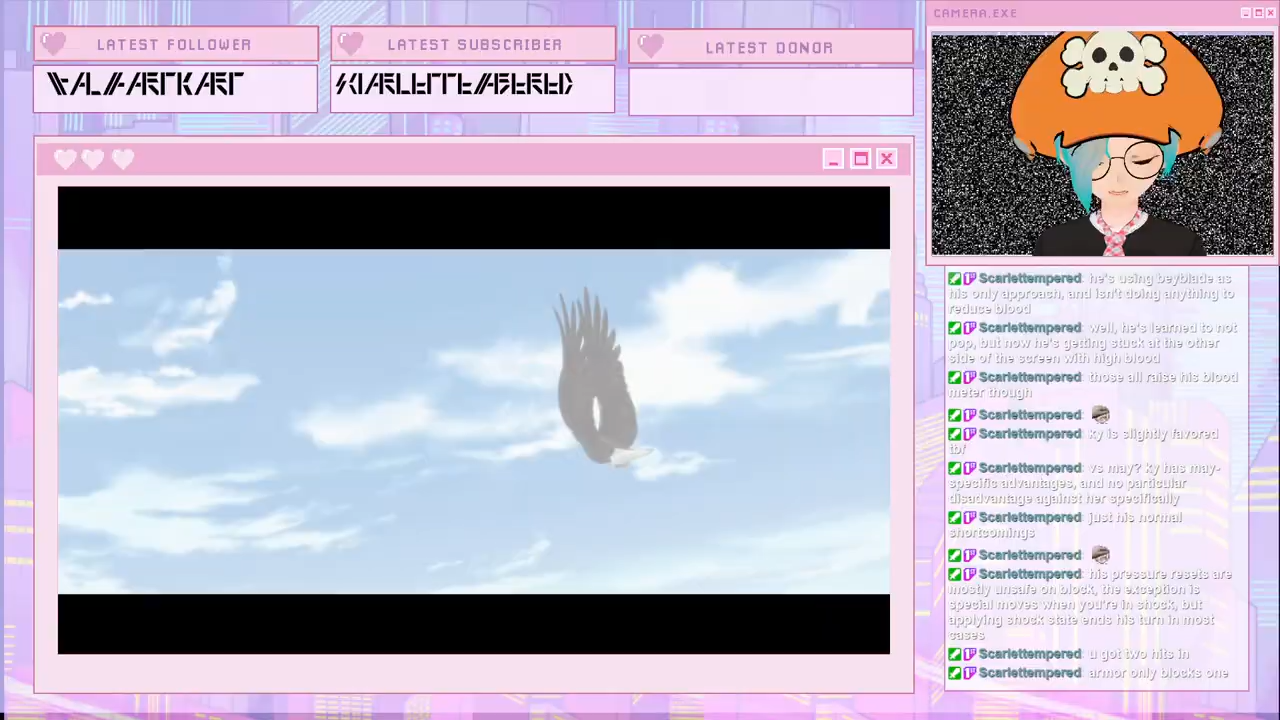 LATEST FOLLOWER
LATEST SUBSCRIBER
LATEST DONOR
CAMERA.EXE
Scarlettempered: he's using beyblade as
his only approach, and isn't doing anything to
reduce blood
Scarlettempered: well, he's learned to not
pop, but now he's getting stuck at the other
side of the screen with high blood
Scarlettempered: those all raise his blood
meter though
Scarlettempered:
Scarlettempered: ky is slightly favored
tbf
Scarlettempered: vs may? ky has may-
specific advantages, and no particular
disadvantage against her specifically
Scarlettempered: just his normal
shortcomings
Scarlettempered:
Scarlettempered: his pressure resets are
mostly unsafe on block, the exception is
special moves when you're in shock, but
applying shock state ends his turn in most
cases
Scarlettempered: u got two hits in
Scarlettempered: armor only blocks one